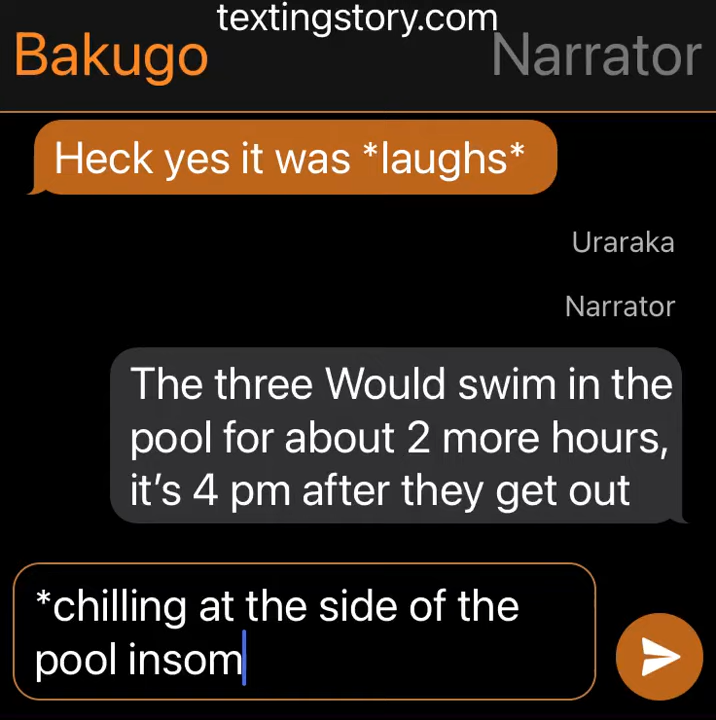 textingstory.com
Bakugo Narrator
Heck yes it was *laughs*
Uraraka
Narrator
The three Would swim in the
pool for about 2 more hours,
it's 4 pm after they get out
*chilling at the side of the
pool insom